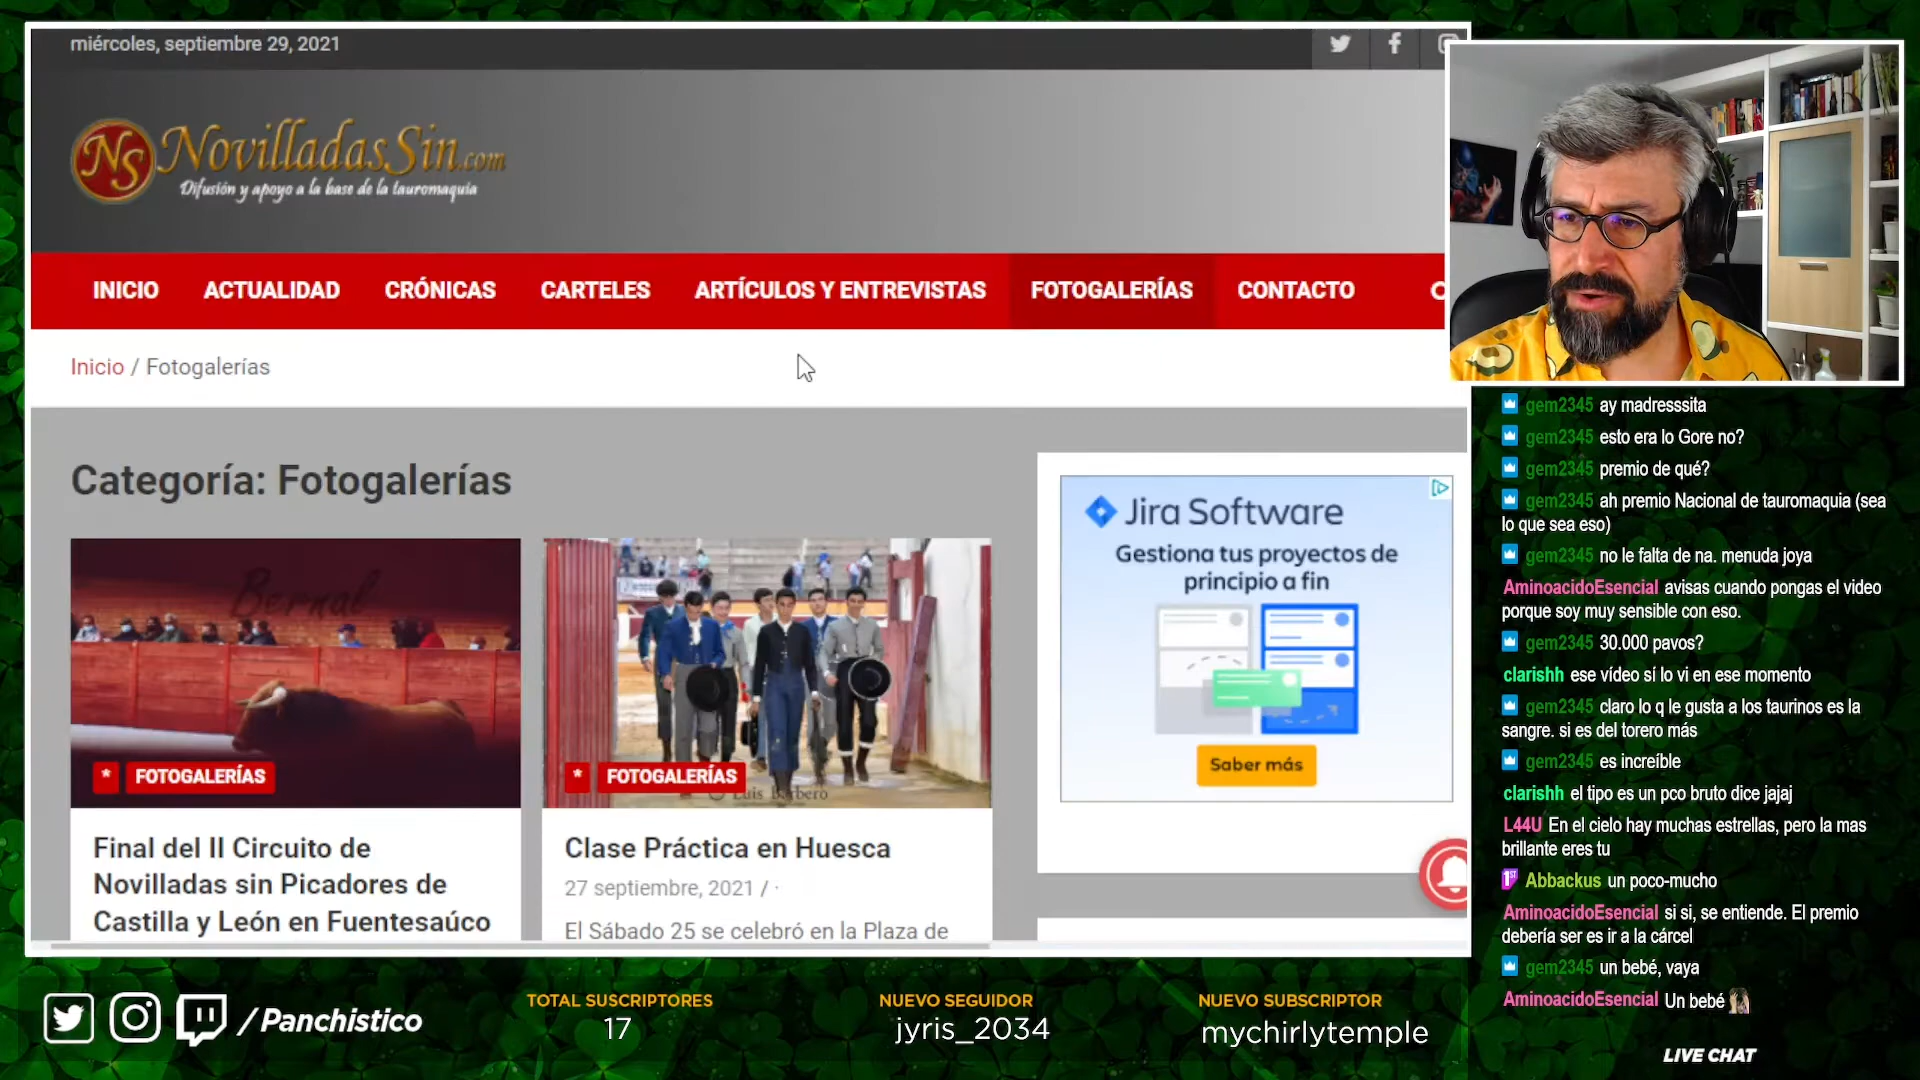 miércoles, septiembre 29, 2021
NS NovilladasSin.com
Difusión y apoyo a la base de la tauromaquia
INICIO ACTUALIDAD CRÓNICAS CARTELES ARTÍCULOS Y ENTREVISTAS FOTOGALERÍAS CONTACTO
Inicio / Fotogalerías
Categoría: Fotogalerías
Bernal
* FOTOGALERÍAS
Final del II Circuito de
Novilladas sin Picadores de
Castilla y León en Fuentesaúco
* FOTOGALERÍAS
Luis Barbero
Clase Práctica en Huesca
27 septiembre, 2021 / ·
El Sábado 25 se celebró en la Plaza de
Jira Software
Gestiona tus proyectos de
principio a fin
Saber más
gem2345 ay madresssita
gem2345 esto era lo Gore no?
gem2345 premio de qué?
gem2345 ah premio Nacional de tauromaquia (sea
lo que sea eso)
gem2345 no le falta de na. menuda joya
AminoacidoEsencial avisas cuando pongas el video
porque soy muy sensible con eso.
gem2345 30.000 pavos?
clarishh ese vídeo sí lo vi en ese momento
gem2345 claro lo q le gusta a los taurinos es la
sangre. si es del torero más
gem2345 es increíble
clarishh el tipo es un pco bruto dice jajaj
L44U En el cielo hay muchas estrellas, pero la mas
brillante eres tu
1ST Abbackus un poco-mucho
AminoacidoEsencial si si, se entiende. El premio
debería ser es ir a la cárcel
gem2345 un bebé, vaya
AminoacidoEsencial Un bebé
LIVE CHAT
/Panchistico
TOTAL SUSCRIPTORES
17
NUEVO SEGUIDOR
jyris_2034
NUEVO SUBSCRIPTOR
mychirlytemple